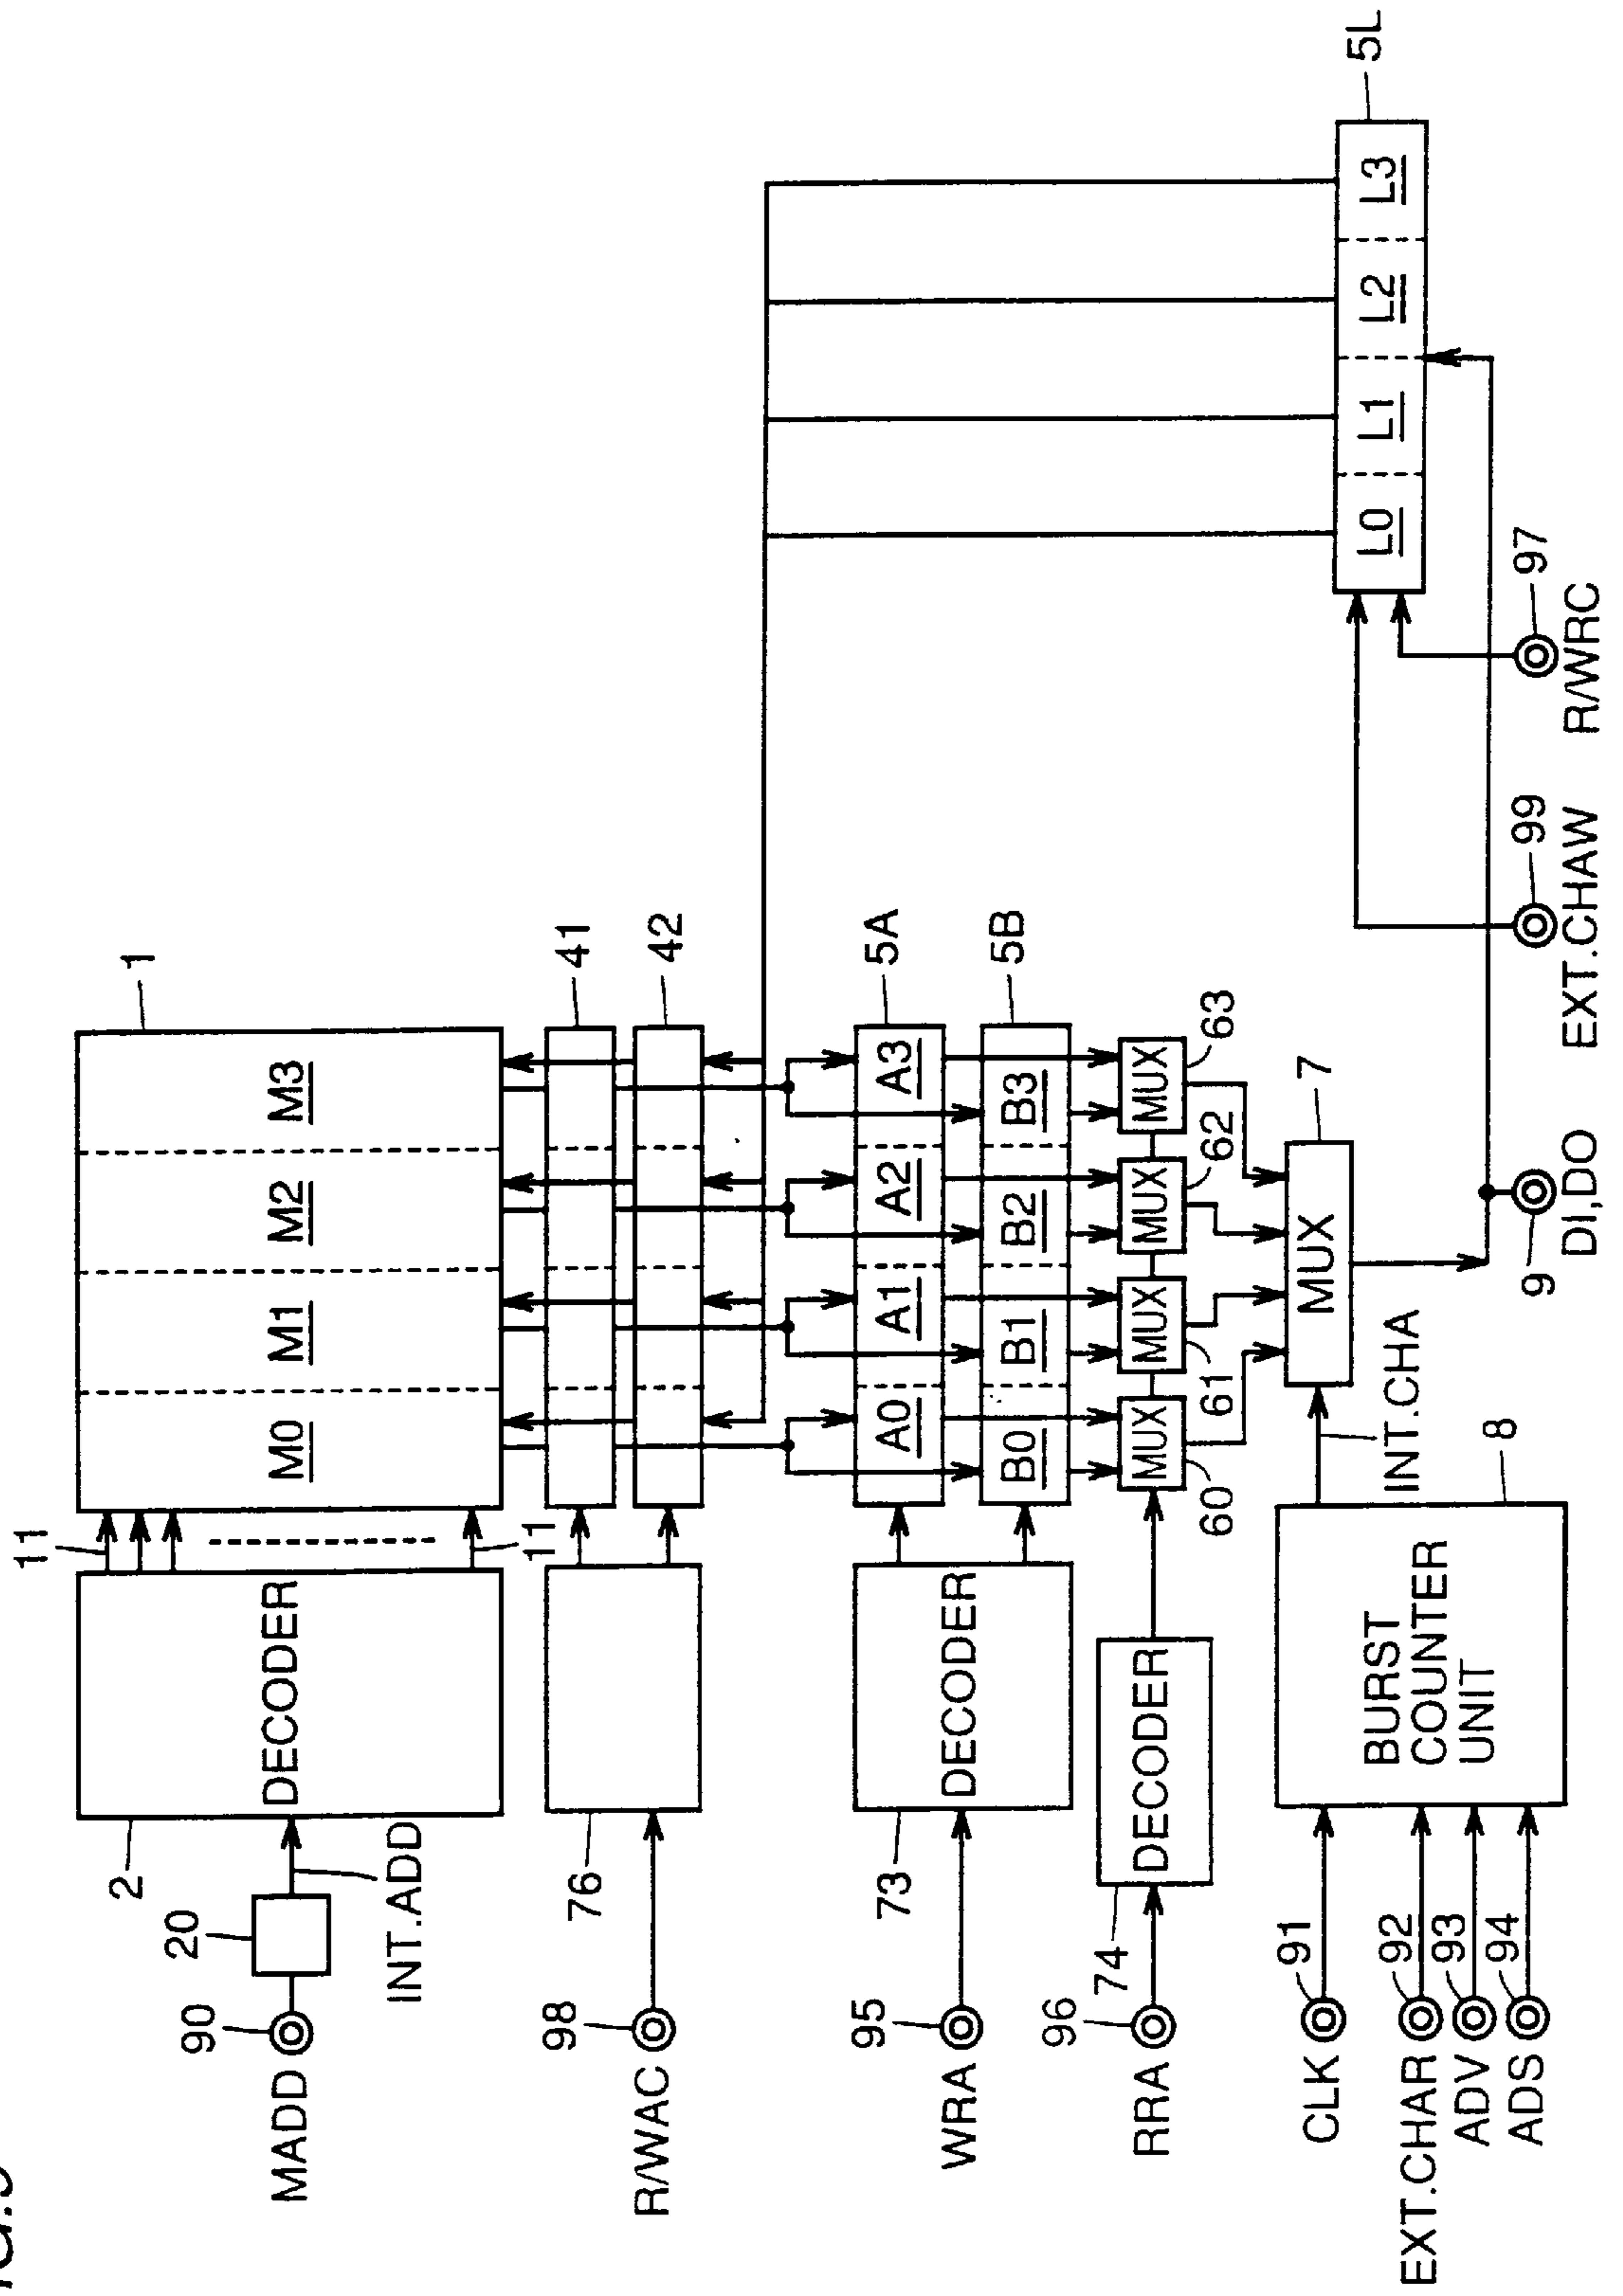 11
1
2
DECODER
M0
M1
M2
M3
20
90
MADD
INT.ADD
11
41
76
98
R/WAC
42
5A
73
95
WRA
DECODER
A0
A1
A2
A3
5B
B0
B1
B2
B3
74
96
RRA
DECODER
MUX
MUX
MUX
MUX
60
61
62
63
CLK
91
MUX
7
EXT.CHAR
92
ADV
93
ADS
94
BURST
COUNTER
UNIT
8
INT.CHA
5L
L0
L1
L2
L3
9
DI,DO
99
EXT.CHAW
97
R/WRC